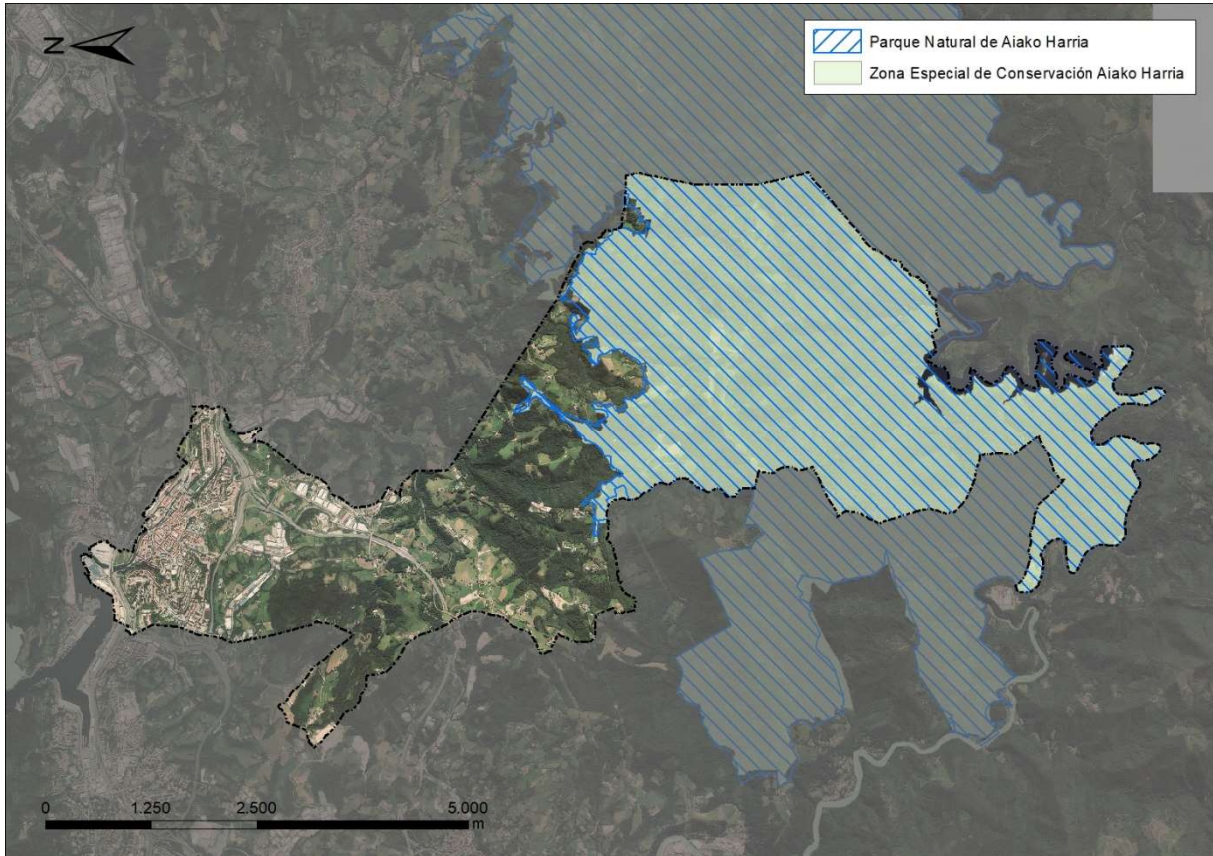 N
Parque Natural de Aiako Harria
Zona Especial de Conservación Aiako Harria
0 1.250 2.500 5.000
m